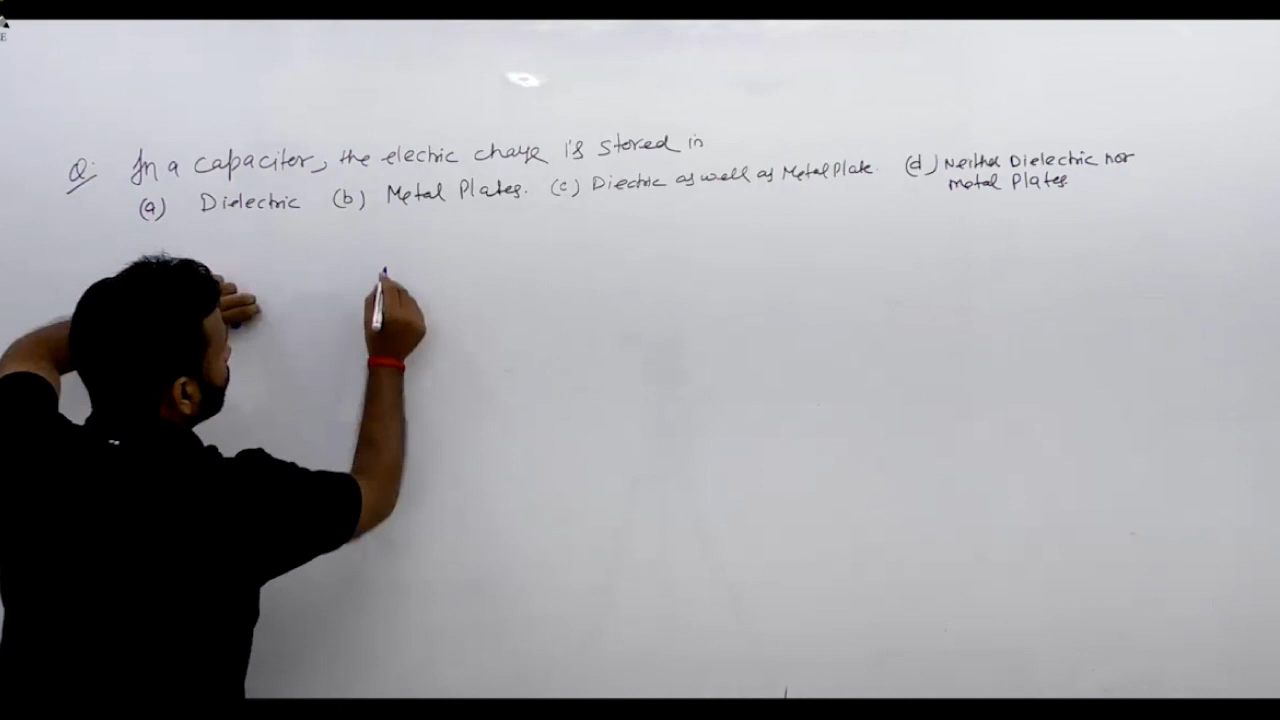 Q: In a capacitor, the electric charge is stored in
(a) Dielectric (b) Metal Plates. (c) Diectric as well as Metal Plate. (d) Neither Dielectric nor
metal Plates.
E